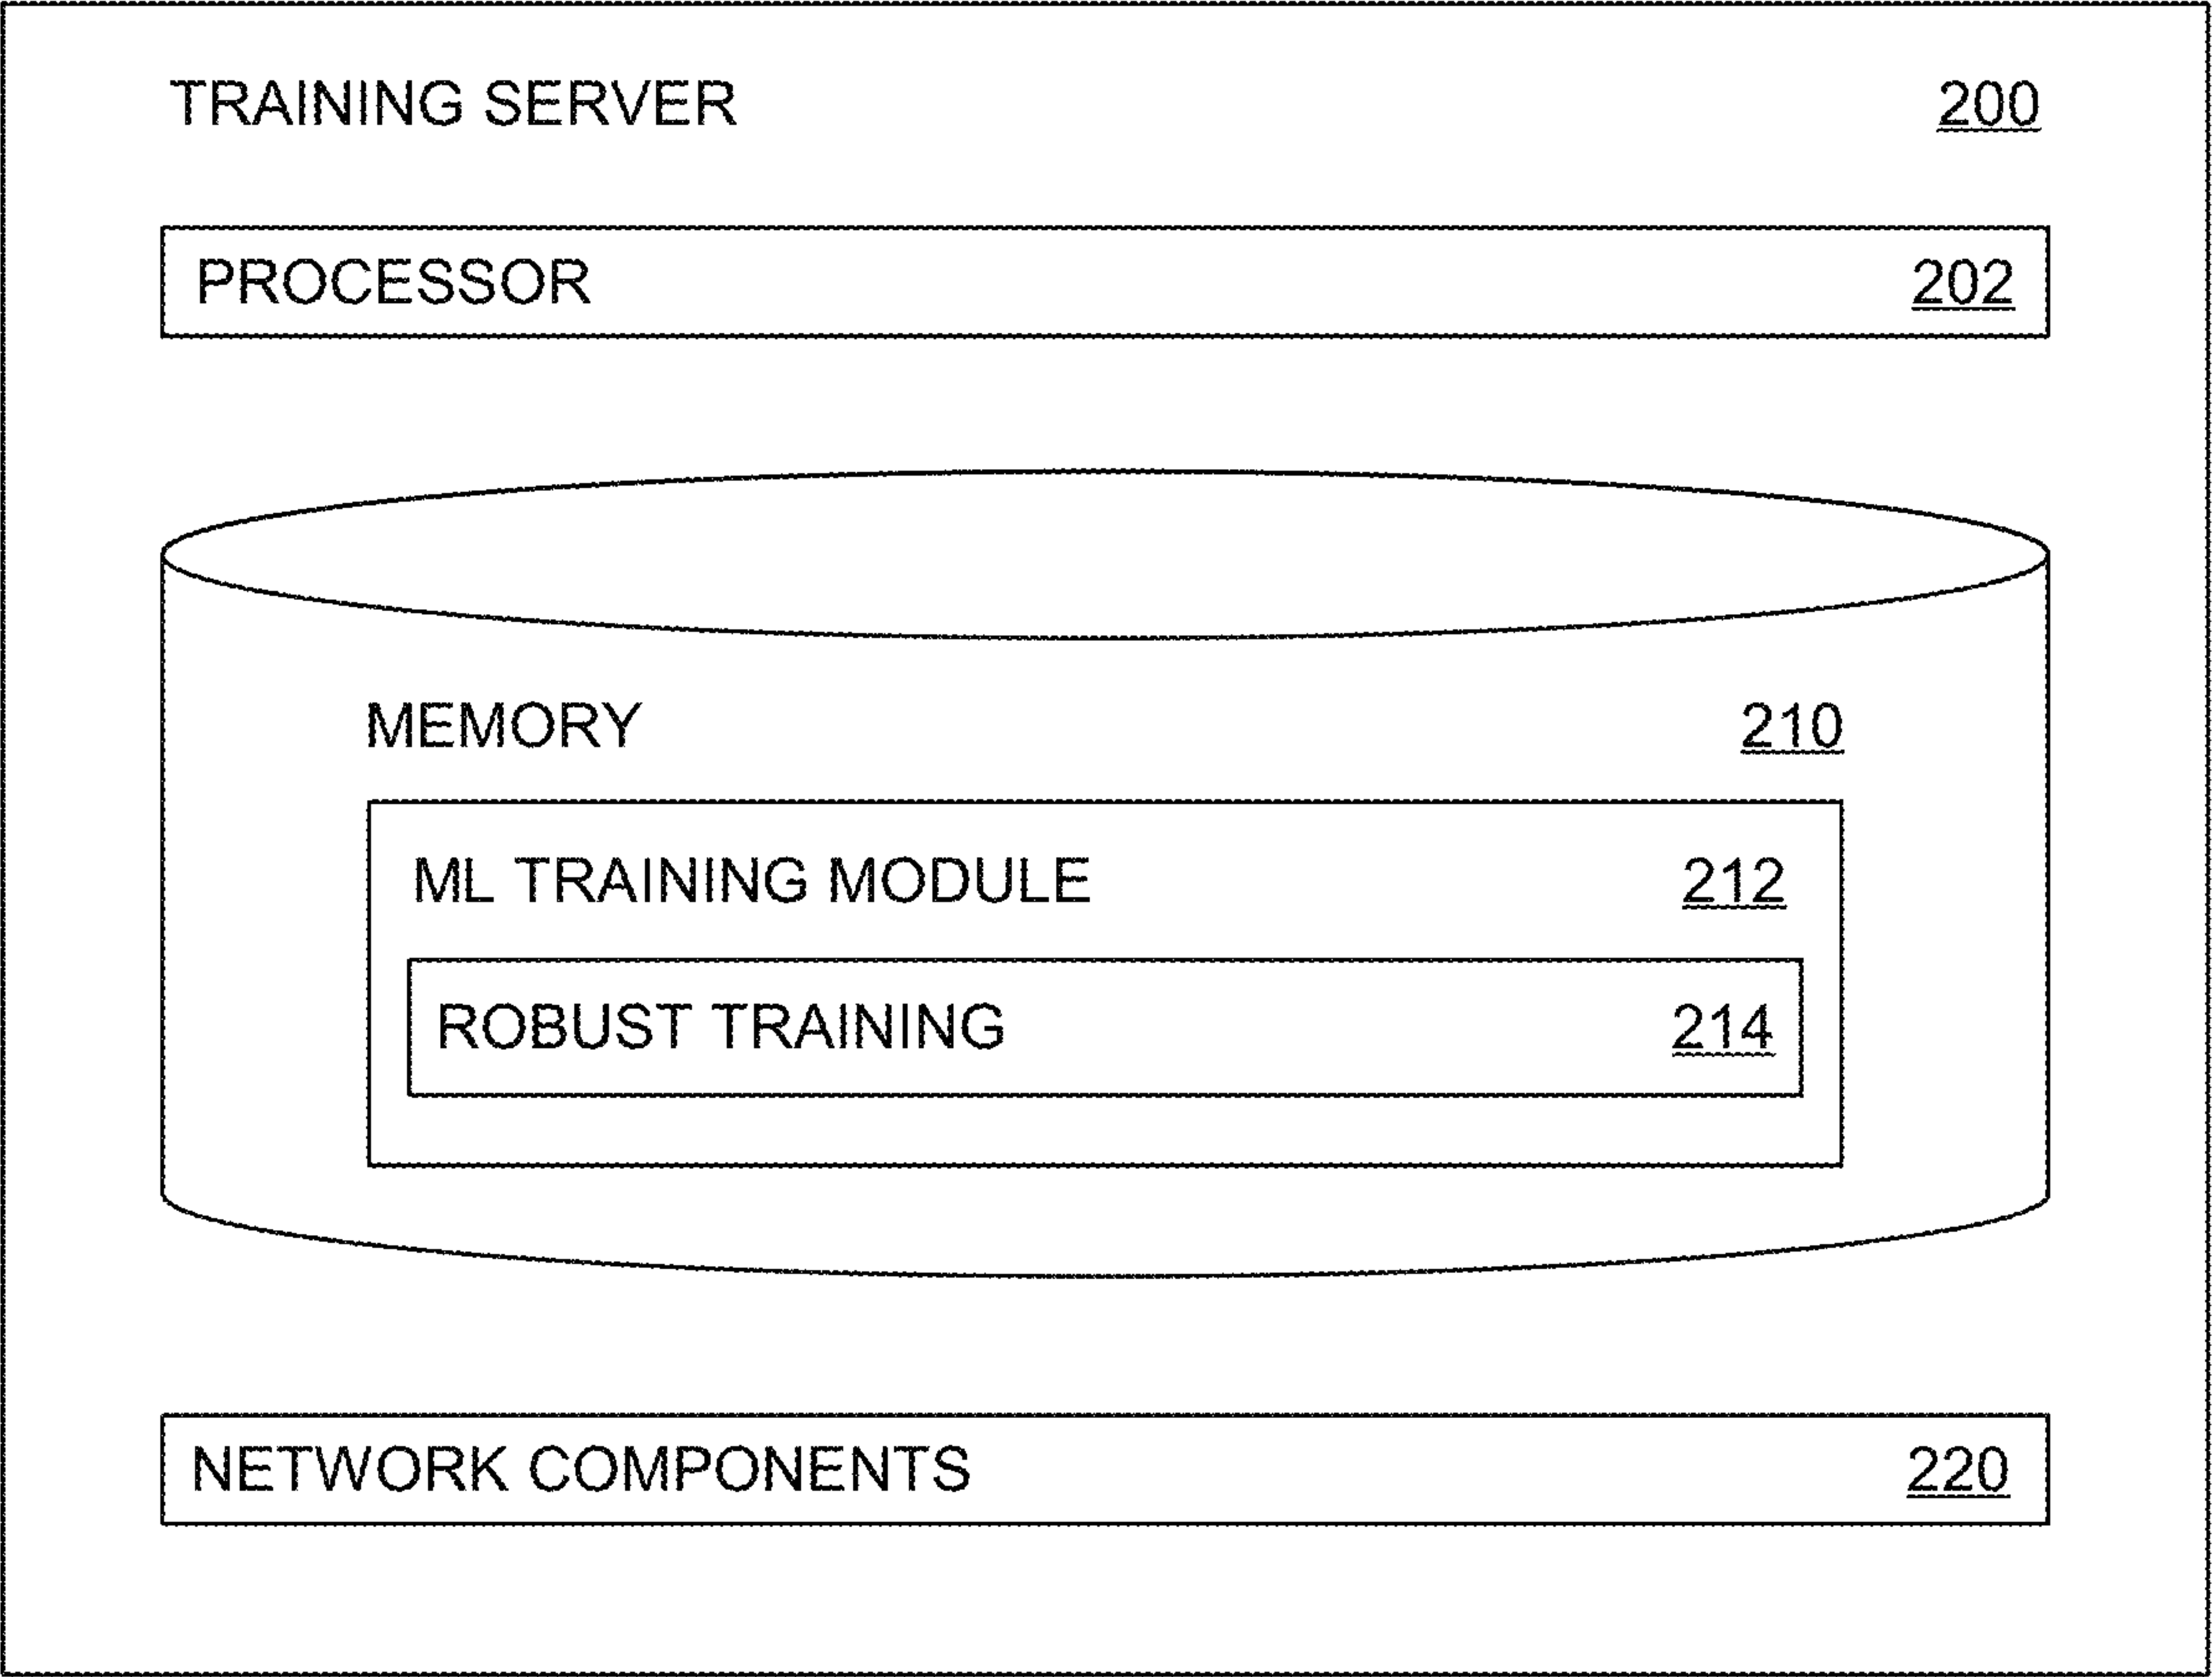 TRAINING SERVER 200
PROCESSOR 202
MEMORY 210
ML TRAINING MODULE 212
ROBUST TRAINING 214
NETWORK COMPONENTS 220